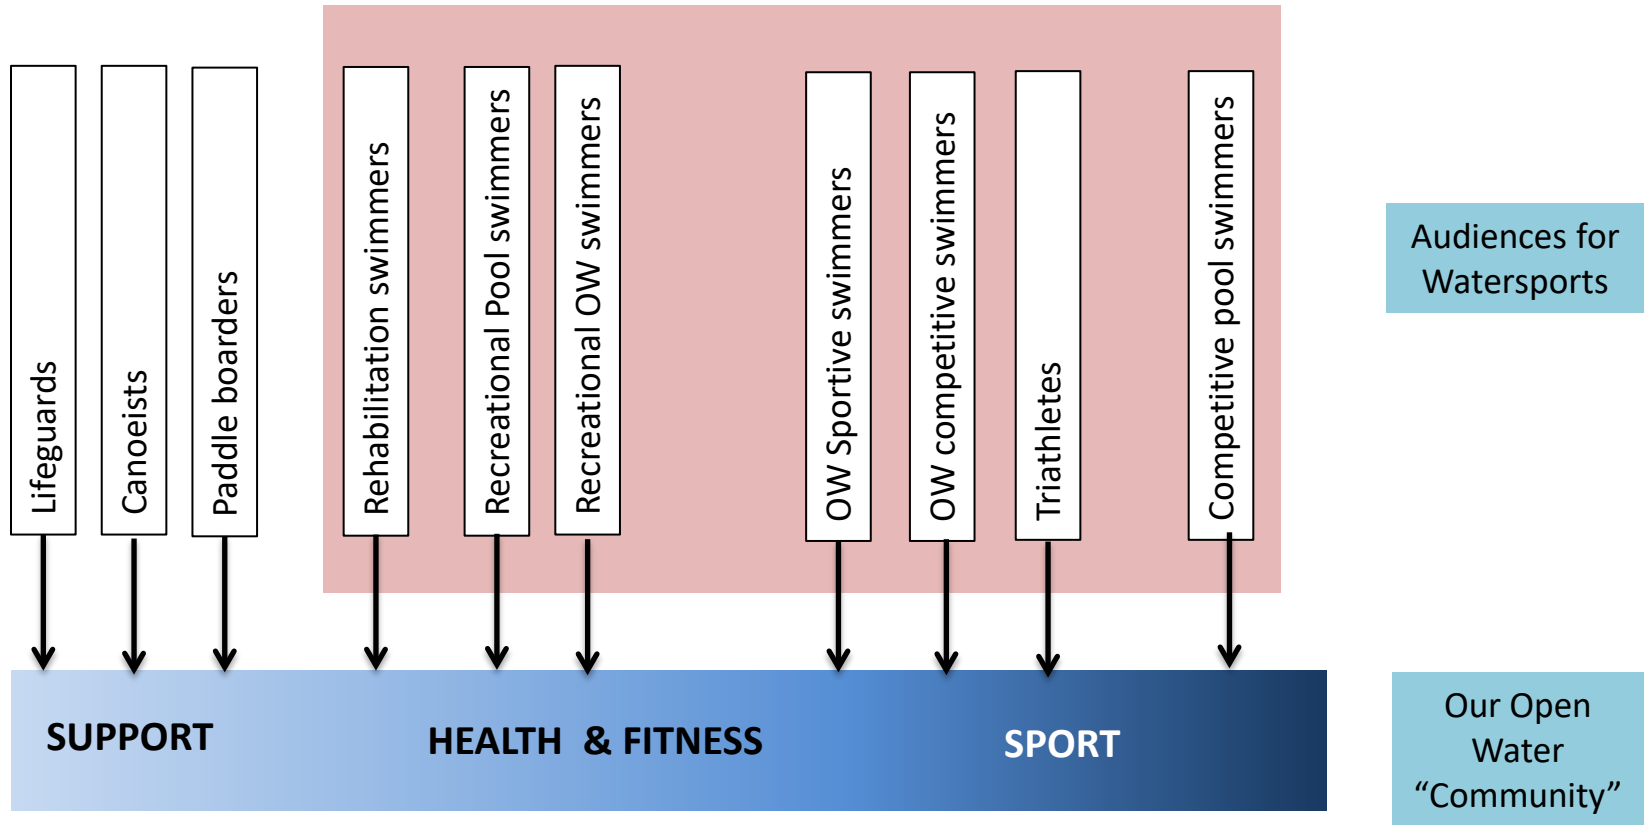 Lifeguards
Canoeists
Paddle boarders
Rehabilitation swimmers
Recreational Pool swimmers
Recreational OW swimmers
OW Sportive swimmers
OW competitive swimmers
Triathletes
Competitive pool swimmers
Audiences for
Watersports
SUPPORT
HEALTH & FITNESS
SPORT
Our Open
Water
“Community”